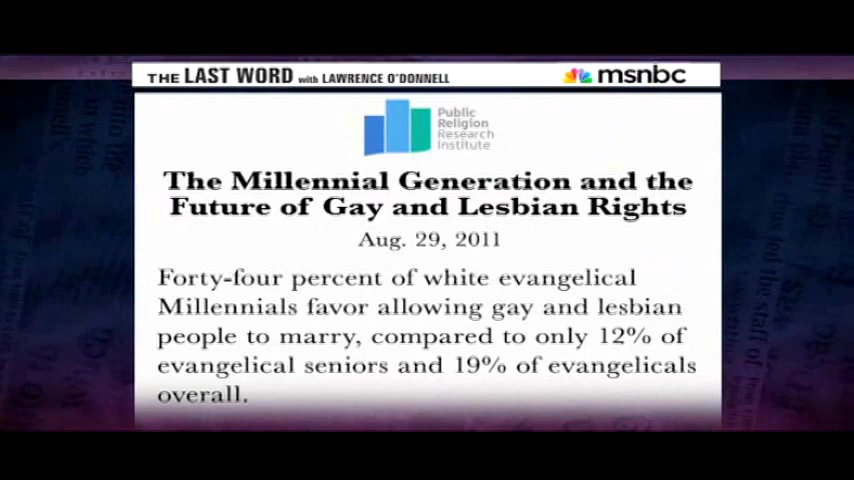 THE LAST WORD with LAWRENCE O'DONNELL
msnbc
Public
Religion
Research
Institute
The Millennial Generation and the
Future of Gay and Lesbian Rights
Aug. 29, 2011
Forty-four percent of white evangelical
Millennials favor allowing gay and lesbian
people to marry, compared to only 12% of
evangelical seniors and 19% of evangelicals
overall.